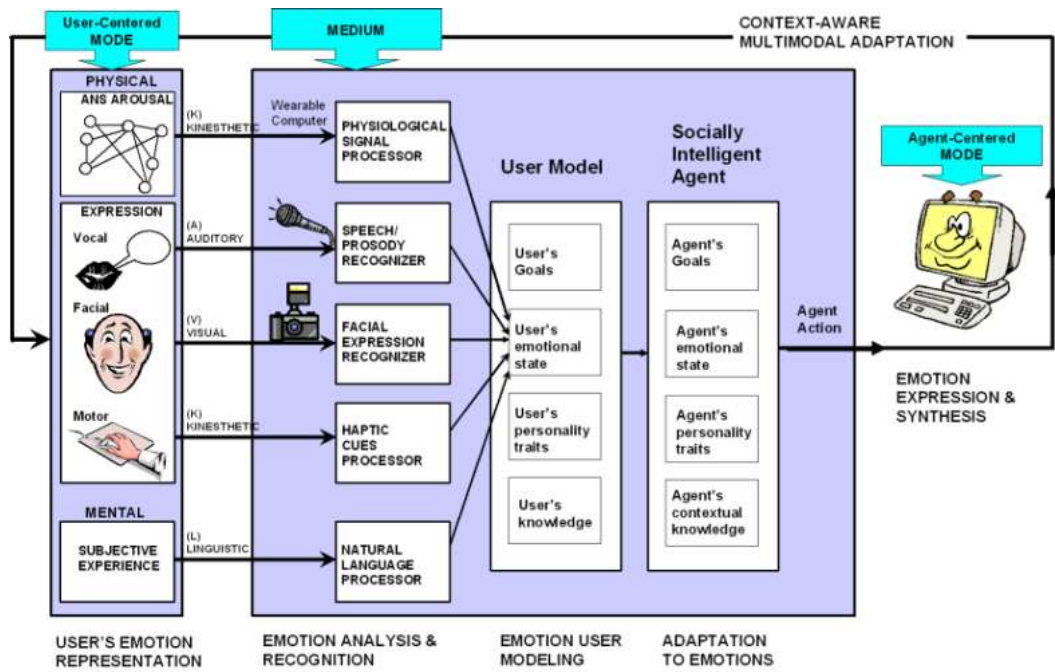 User-Centered
MODE
MEDIUM
CONTEXT-AWARE
MULTIMODAL ADAPTATION
PHYSICAL
ANS AROUSAL
(K)
KINESTHETIC
Wearable
Computer
PHYSIOLOGICAL
SIGNAL
PROCESSOR
User Model
Socially
Intelligent
Agent
Agent-Centered
MODE
EXPRESSION
Vocal
(A)
AUDITORY
SPEECH/
PROSODY
RECOGNIZER
User's
Goals
Agent's
Goals
Facial
(V)
VISUAL
FACIAL
EXPRESSION
RECOGNIZER
User's
emotional
state
Agent's
emotional
state
Agent
Action
EMOTION
EXPRESSION &
SYNTHESIS
Motor
(K)
KINESTHETIC
HAPTIC
CUES
PROCESSOR
User's
personality
traits
Agent's
personality
traits
User's
knowledge
Agent's
contextual
knowledge
MENTAL
SUBJECTIVE
EXPERIENCE
(L)
LINGUISTIC
NATURAL
LANGUAGE
PROCESSOR
USER'S EMOTION
REPRESENTATION
EMOTION ANALYSIS &
RECOGNITION
EMOTION USER
MODELING
ADAPTATION
TO EMOTIONS